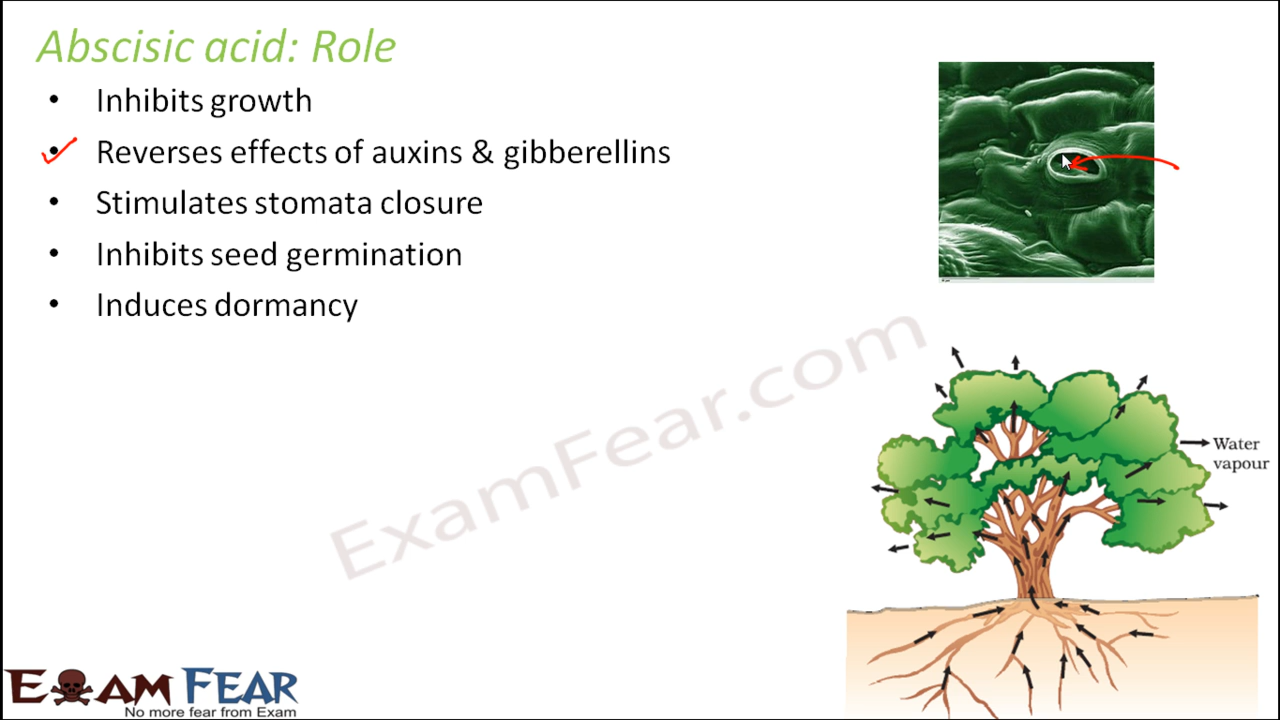 Abscisic acid: Role
• Inhibits growth
• Reverses effects of auxins & gibberellins
• Stimulates stomata closure
• Inhibits seed germination
• Induces dormancy
ExamFear.com
Water
vapour
EXAM FEAR
No more fear from Exam